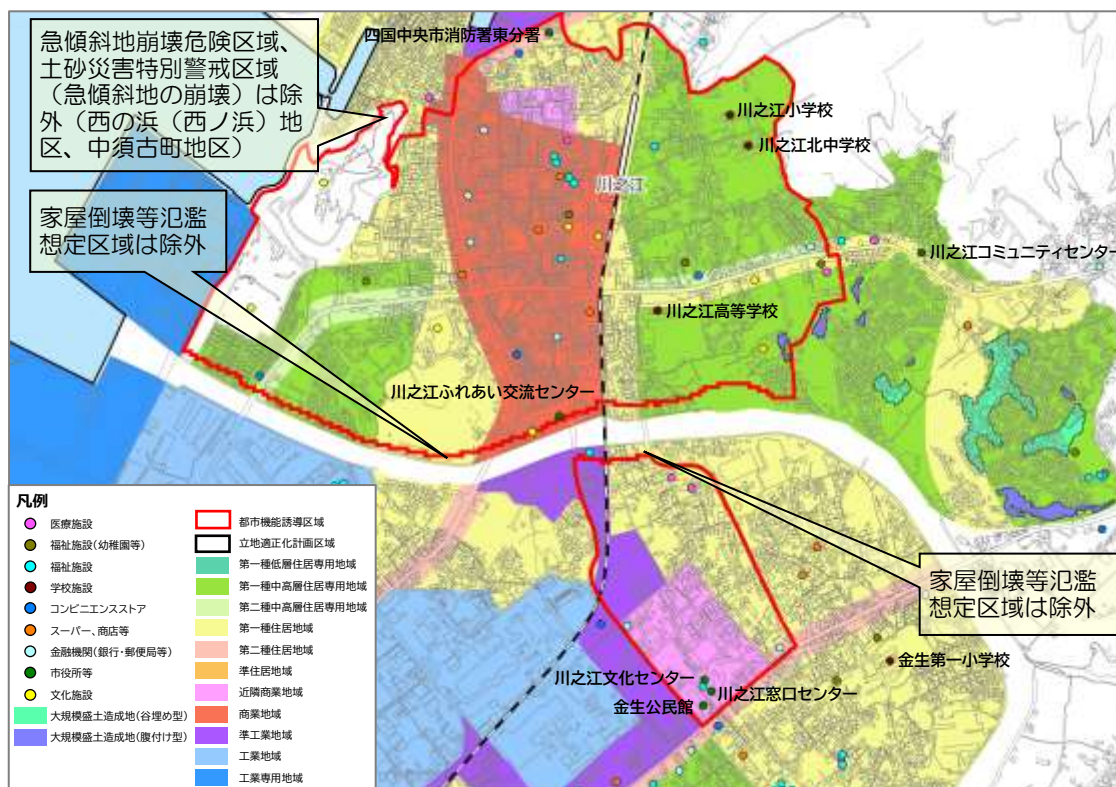 急傾斜地崩壊危険区域、
土砂災害特別警戒区域
（急傾斜地の崩壊）は除
外（西の浜（西ノ浜）地
区、中須古町地区）
家屋倒壊等氾濫
想定区域は除外
四国中央市消防署東分署
川之江小学校
川之江北中学校
川之江
川之江コミュニティセンター
川之江高等学校
川之江ふれあい交流センター
家屋倒壊等氾濫
想定区域は除外
金生第一小学校
川之江文化センター
川之江窓口センター
金生公民館
凡例
医療施設
福祉施設(幼稚園等)
福祉施設
学校施設
コンビニエンスストア
スーパー、商店等
金融機関(銀行・郵便局等)
市役所等
文化施設
大規模盛土造成地(谷埋め型)
大規模盛土造成地(腹付け型)
都市機能誘導区域
立地適正化計画区域
第一種低層住居専用地域
第一種中高層住居専用地域
第二種中高層住居専用地域
第一種住居地域
第二種住居地域
準住居地域
近隣商業地域
商業地域
準工業地域
工業地域
工業専用地域